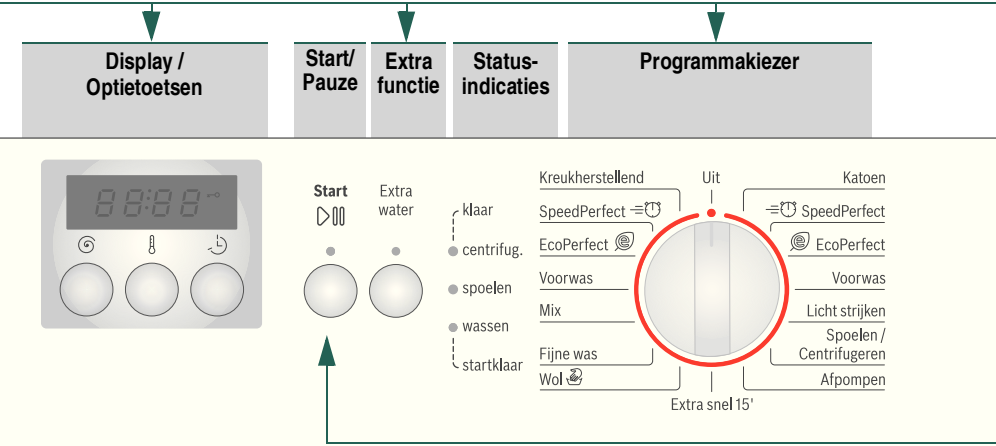 Display /
Optietoetsen
Start/
Pauze
Extra
functie
Status-
indicaties
Programmakiezer
88:88
Start
Extra
water
klaar
centrifug.
spoelen
wassen
startklaar
Kreukherstellend
SpeedPerfect
EcoPerfect
Voorwas
Mix
Fijne was
Wol
Uit
Katoen
SpeedPerfect
EcoPerfect
Voorwas
Licht strijken
Spoelen /
Centrifugeren
Afpompen
Extra snel 15'